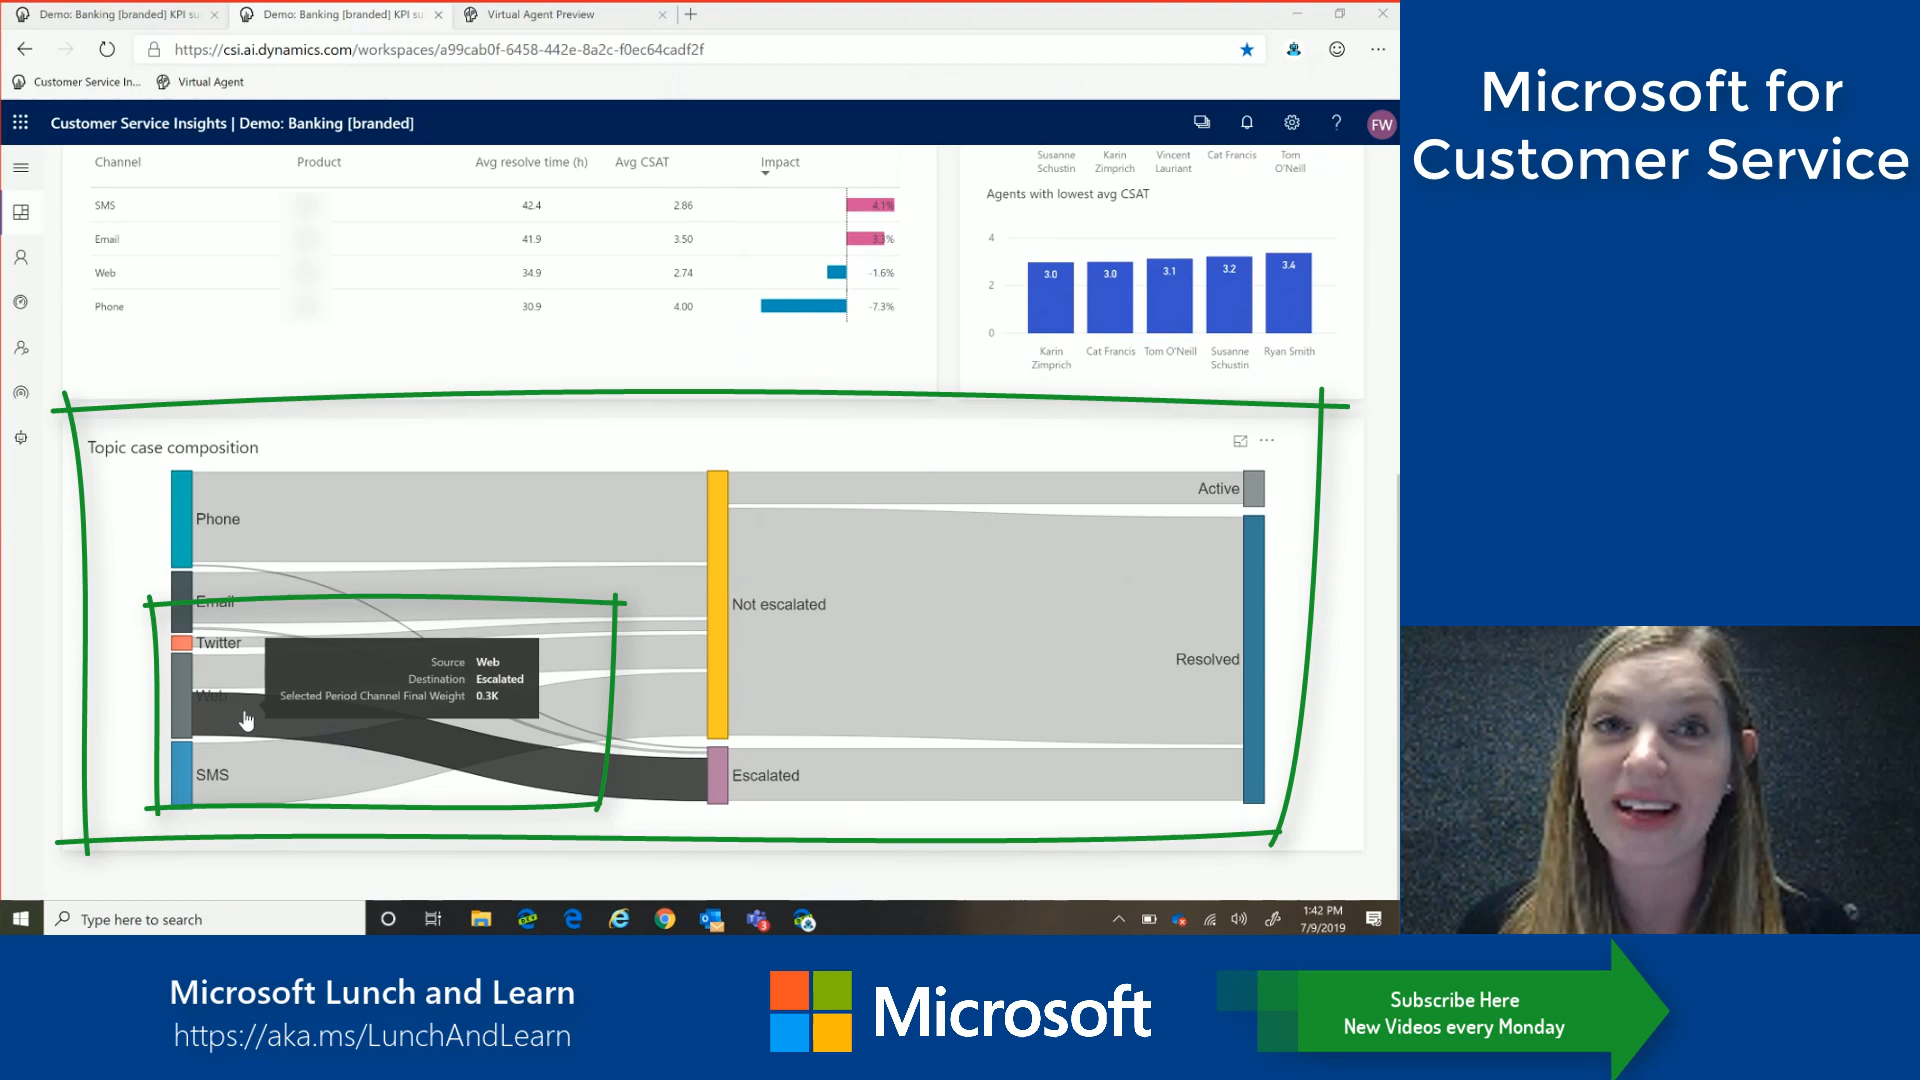 Demo: Banking [branded] KPI su
Demo: Banking [branded] KPI su
Virtual Agent Preview
https://csi.ai.dynamics.com/workspaces/a99cab0f-6458-442e-8a2c-f0ec64cadf2f
Customer Service In...
Virtual Agent
Customer Service Insights | Demo: Banking [branded]
FW
Channel Product Avg resolve time (h) Avg CSAT Impact
SMS 42.4 2.86 4.1%
Email 41.9 3.50 3.3%
Web 34.9 2.74 -1.6%
Phone 30.9 4.00 -7.3%
Susanne Schustin
Karin Zimprich
Vincent Lauriant
Cat Francis
Tom O'Neill
Agents with lowest avg CSAT
4
2
0
3.0 3.0 3.1 3.2 3.4
Karin Zimprich
Cat Francis
Tom O'Neill
Susanne Schustin
Ryan Smith
Topic case composition
Phone
Email
Twitter
Web
SMS
Source Web
Destination Escalated
Selected Period Channel Final Weight 0.3K
Not escalated
Escalated
Active
Resolved
Type here to search
DEV
3
1:42 PM
7/9/2019
Microsoft for
Customer Service
Microsoft Lunch and Learn
https://aka.ms/LunchAndLearn
Microsoft
Subscribe Here
New Videos every Monday